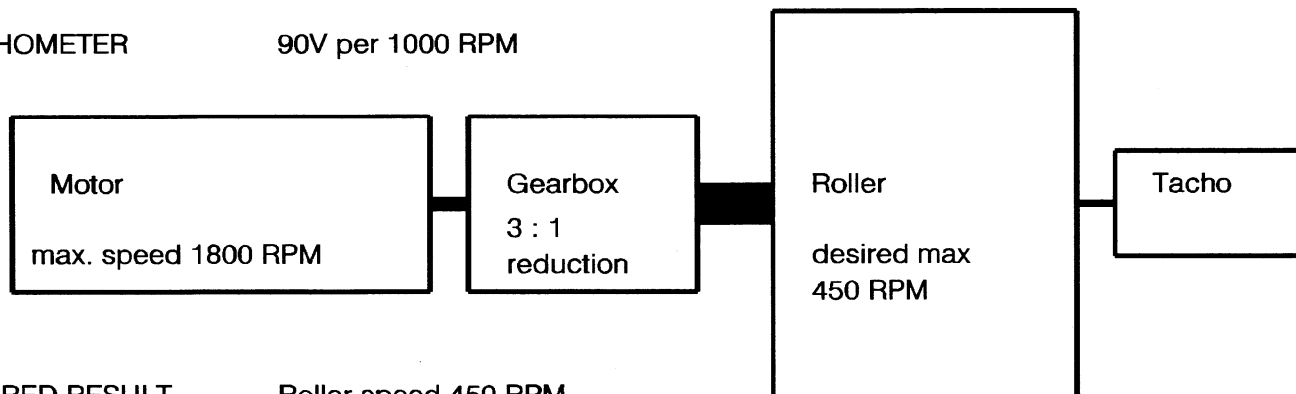 HOMETER 90V per 1000 RPM
Motor
max. speed 1800 RPM
Gearbox
3 : 1
reduction
Roller
desired max
450 RPM
Tacho
RED RESULT Roller speed 450 RPM